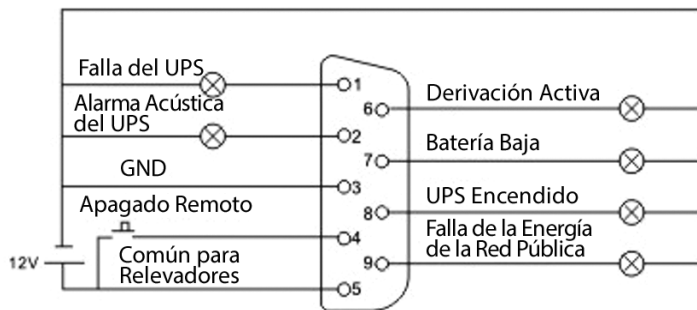 Falla del UPS
1
Alarma Acústica
del UPS
2
GND
3
Apagado Remoto
4
Común para
Relevadores
5
12V
6
Derivación Activa
7
Batería Baja
8
UPS Encendido
9
Falla de la Energía
de la Red Pública